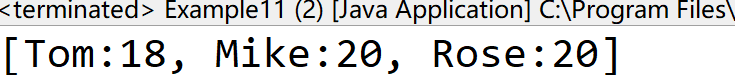 <terminated> Example11 (2) [Java Application] C:\Program Files\
[Tom:18, Mike:20, Rose:20]